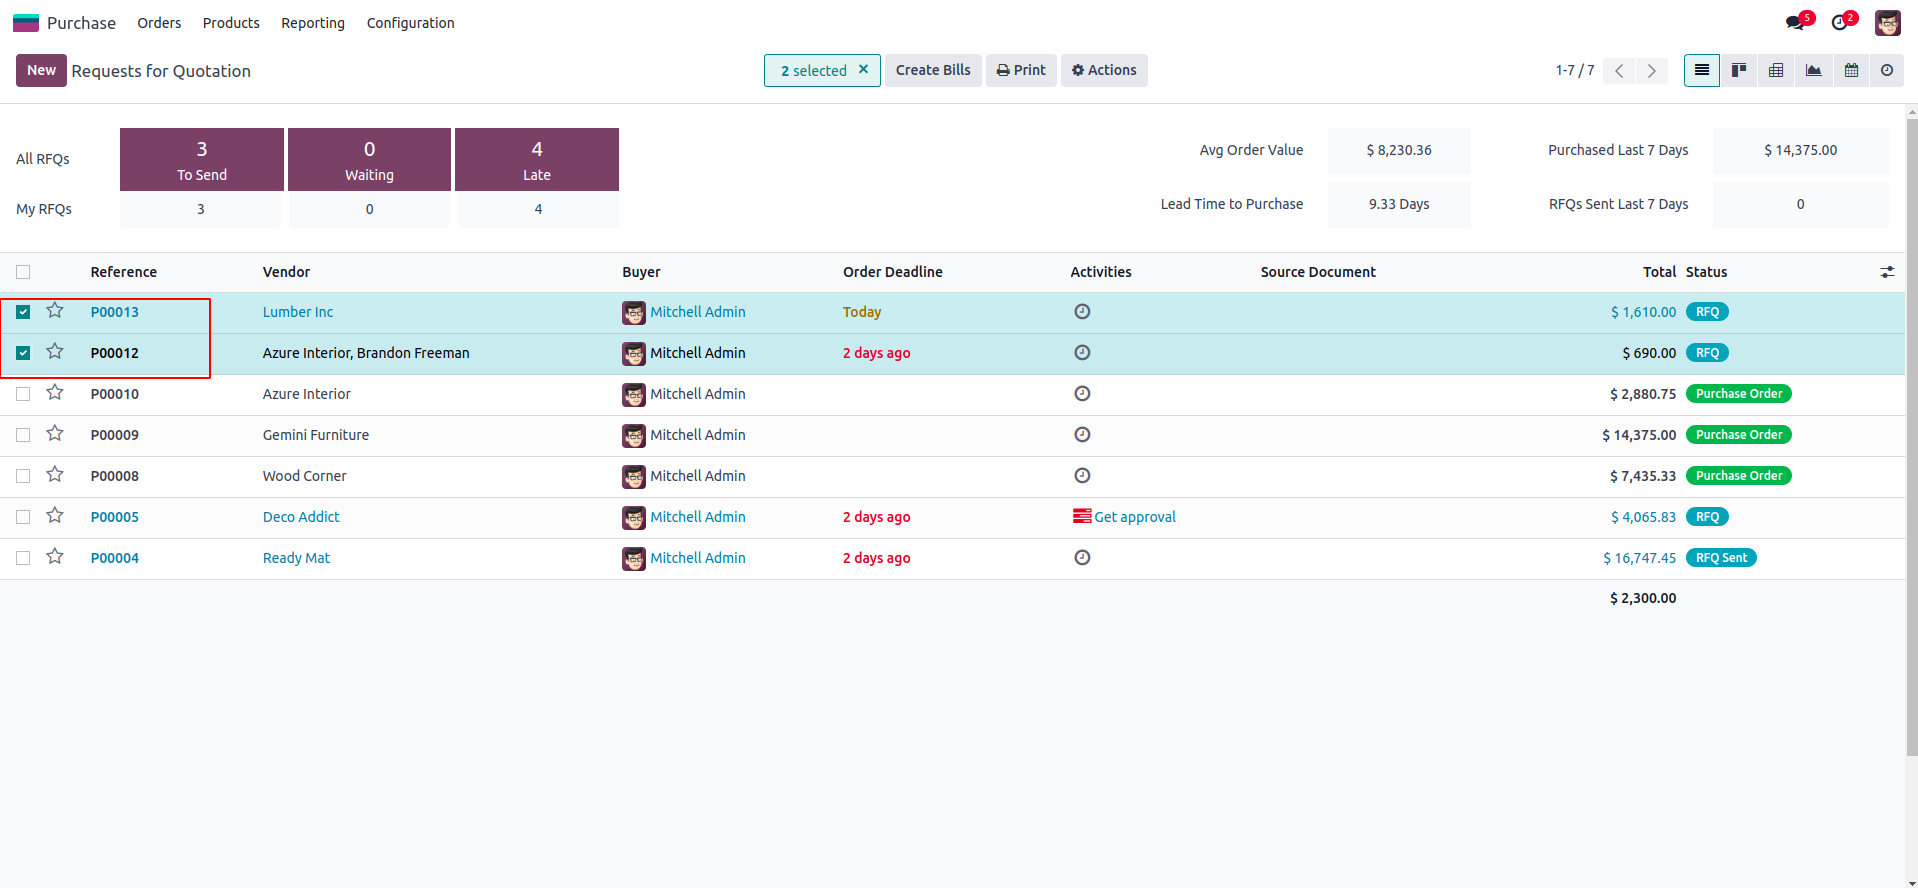 Purchase Orders Products Reporting Configuration 5 2
New Requests for Quotation 2 selected × Create Bills Print Actions 1-7 / 7
All RFQs 3 To Send 0 Waiting 4 Late Avg Order Value $ 8,230.36 Purchased Last 7 Days $ 14,375.00
My RFQs 3 0 4 Lead Time to Purchase 9.33 Days RFQs Sent Last 7 Days 0
Reference Vendor Buyer Order Deadline Activities Source Document Total Status
P00013 Lumber Inc Mitchell Admin Today $ 1,610.00 RFQ
P00012 Azure Interior, Brandon Freeman Mitchell Admin 2 days ago $ 690.00 RFQ
P00010 Azure Interior Mitchell Admin $ 2,880.75 Purchase Order
P00009 Gemini Furniture Mitchell Admin $ 14,375.00 Purchase Order
P00008 Wood Corner Mitchell Admin $ 7,435.33 Purchase Order
P00005 Deco Addict Mitchell Admin 2 days ago Get approval $ 4,065.83 RFQ
P00004 Ready Mat Mitchell Admin 2 days ago $ 16,747.45 RFQ Sent
$ 2,300.00